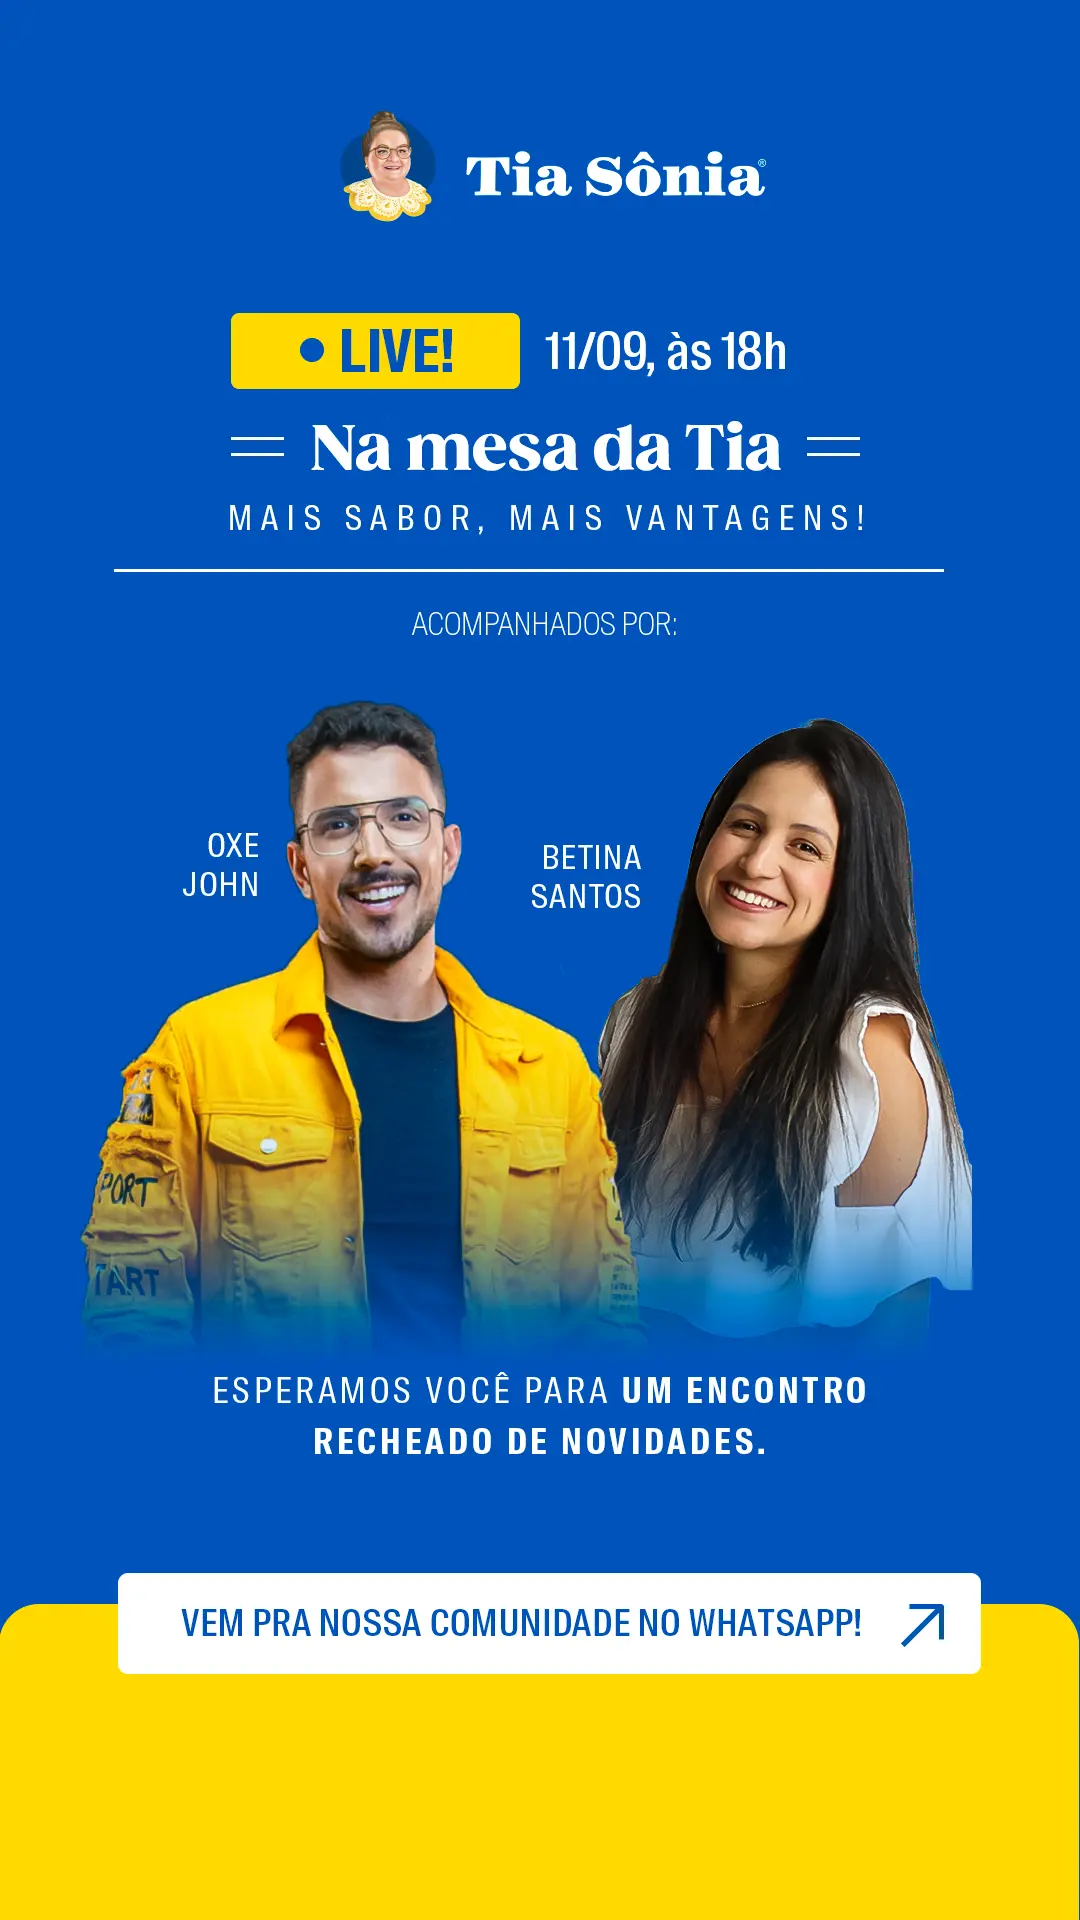 Tia Sônia®
• LIVE! 11/09, às 18h
Na mesa da Tia
MAIS SABOR, MAIS VANTAGENS!
ACOMPANHADOS POR:
OXE
JOHN
BETINA
SANTOS
PORT
TART
ESPERAMOS VOCÊ PARA UM ENCONTRO
RECHEADO DE NOVIDADES.
VEM PRA NOSSA COMUNIDADE NO WHATSAPP!